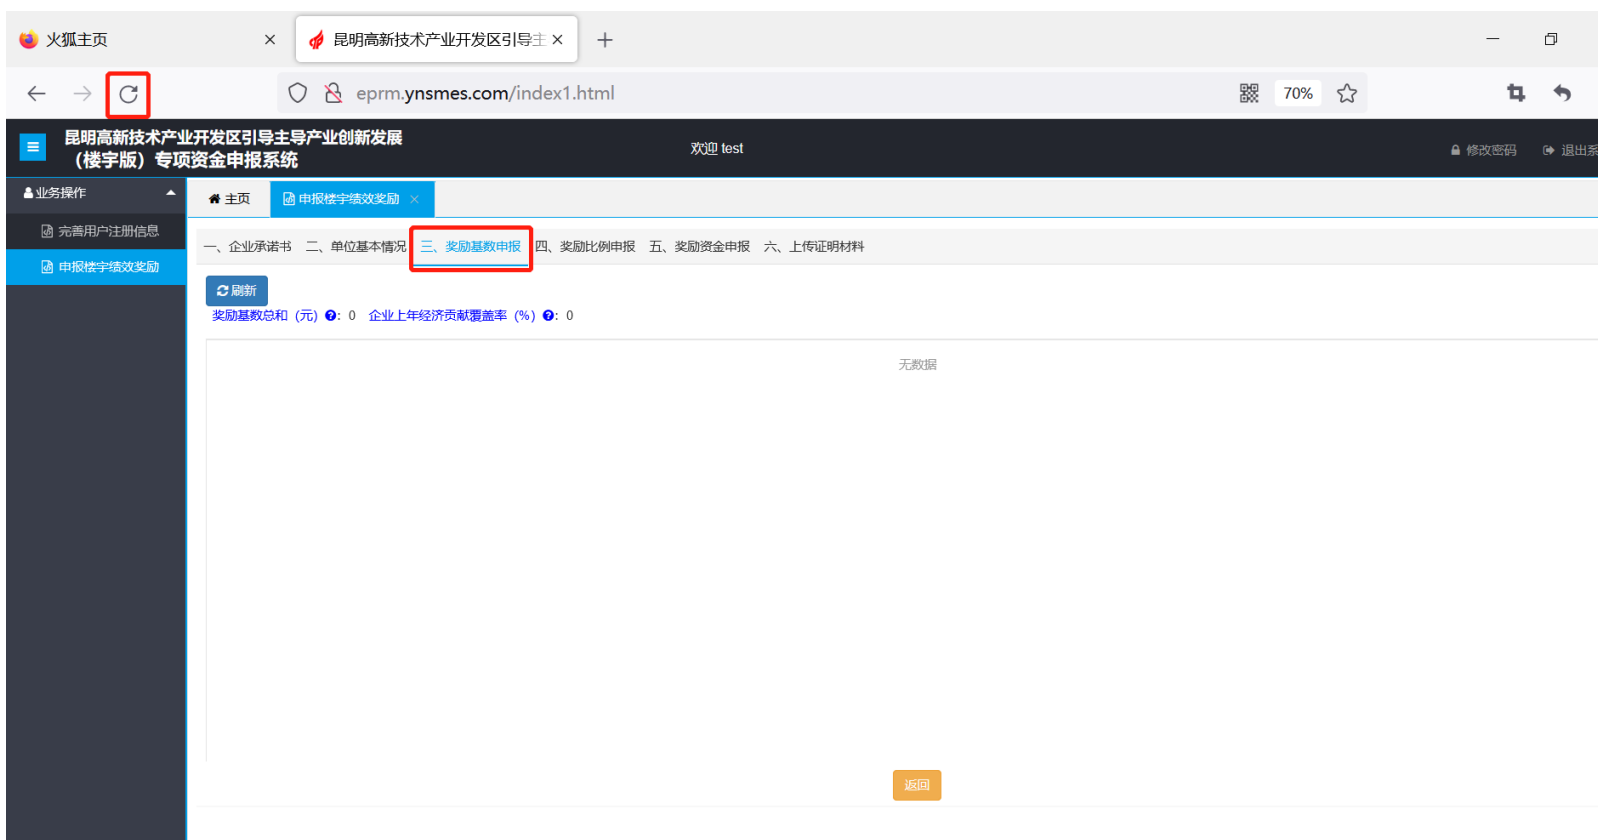 火狐主页
昆明高新技术产业开发区引导主
eprm.ynsmes.com/index1.html
70%
昆明高新技术产业开发区引导主导产业创新发展
（楼宇版）专项资金申报系统
欢迎 test
修改密码
退出系
业务操作
主页
申报楼宇绩效奖励
完善用户注册信息
申报楼宇绩效奖励
一、企业承诺书 二、单位基本情况 三、奖励基数申报 四、奖励比例申报 五、奖励资金申报 六、上传证明材料
刷新
奖励基数总和（元）: 0 企业上年经济贡献覆盖率（%）: 0
无数据
返回